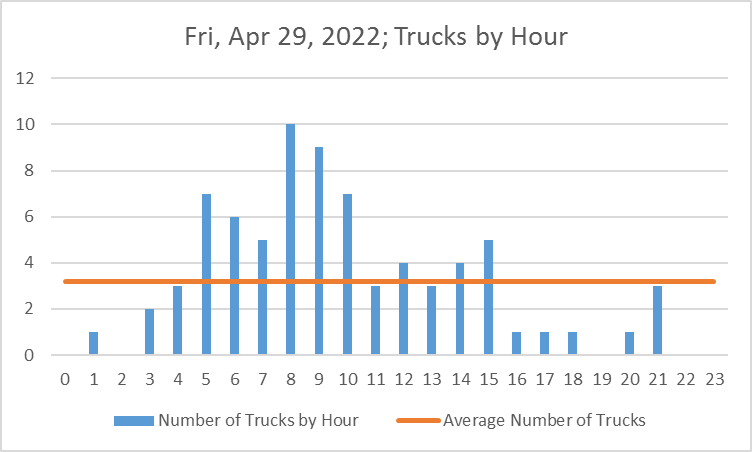 Fri, Apr 29, 2022; Trucks by Hour
12
10
8
6
4
2
0
0 1 2 3 4 5 6 7 8 9 10 11 12 13 14 15 16 17 18 19 20 21 22 23
Number of Trucks by Hour Average Number of Trucks